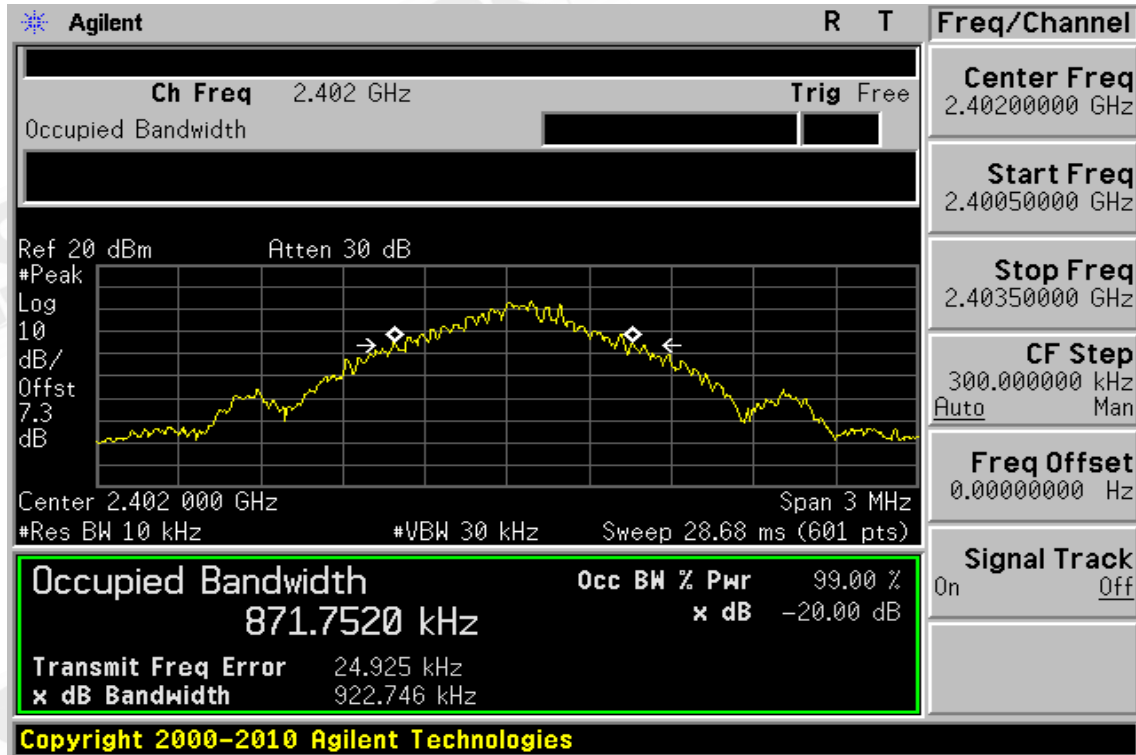 Agilent R T
Freq/Channel
Ch Freq 2.402 GHz Trig Free
Occupied Bandwidth
Center Freq
2.40200000 GHz
Start Freq
2.40050000 GHz
Stop Freq
2.40350000 GHz
CF Step
300.000000 kHz
Auto Man
Freq Offset
0.00000000 Hz
Signal Track
On Off
Ref 20 dBm Atten 30 dB
#Peak
Log
10
dB/
Offst
7.3
dB
Center 2.402 000 GHz Span 3 MHz
#Res BW 10 kHz #VBW 30 kHz Sweep 28.68 ms (601 pts)
Occupied Bandwidth Occ BW % Pwr 99.00 %
871.7520 kHz x dB -20.00 dB
Transmit Freq Error 24.925 kHz
x dB Bandwidth 922.746 kHz
Copyright 2000-2010 Agilent Technologies